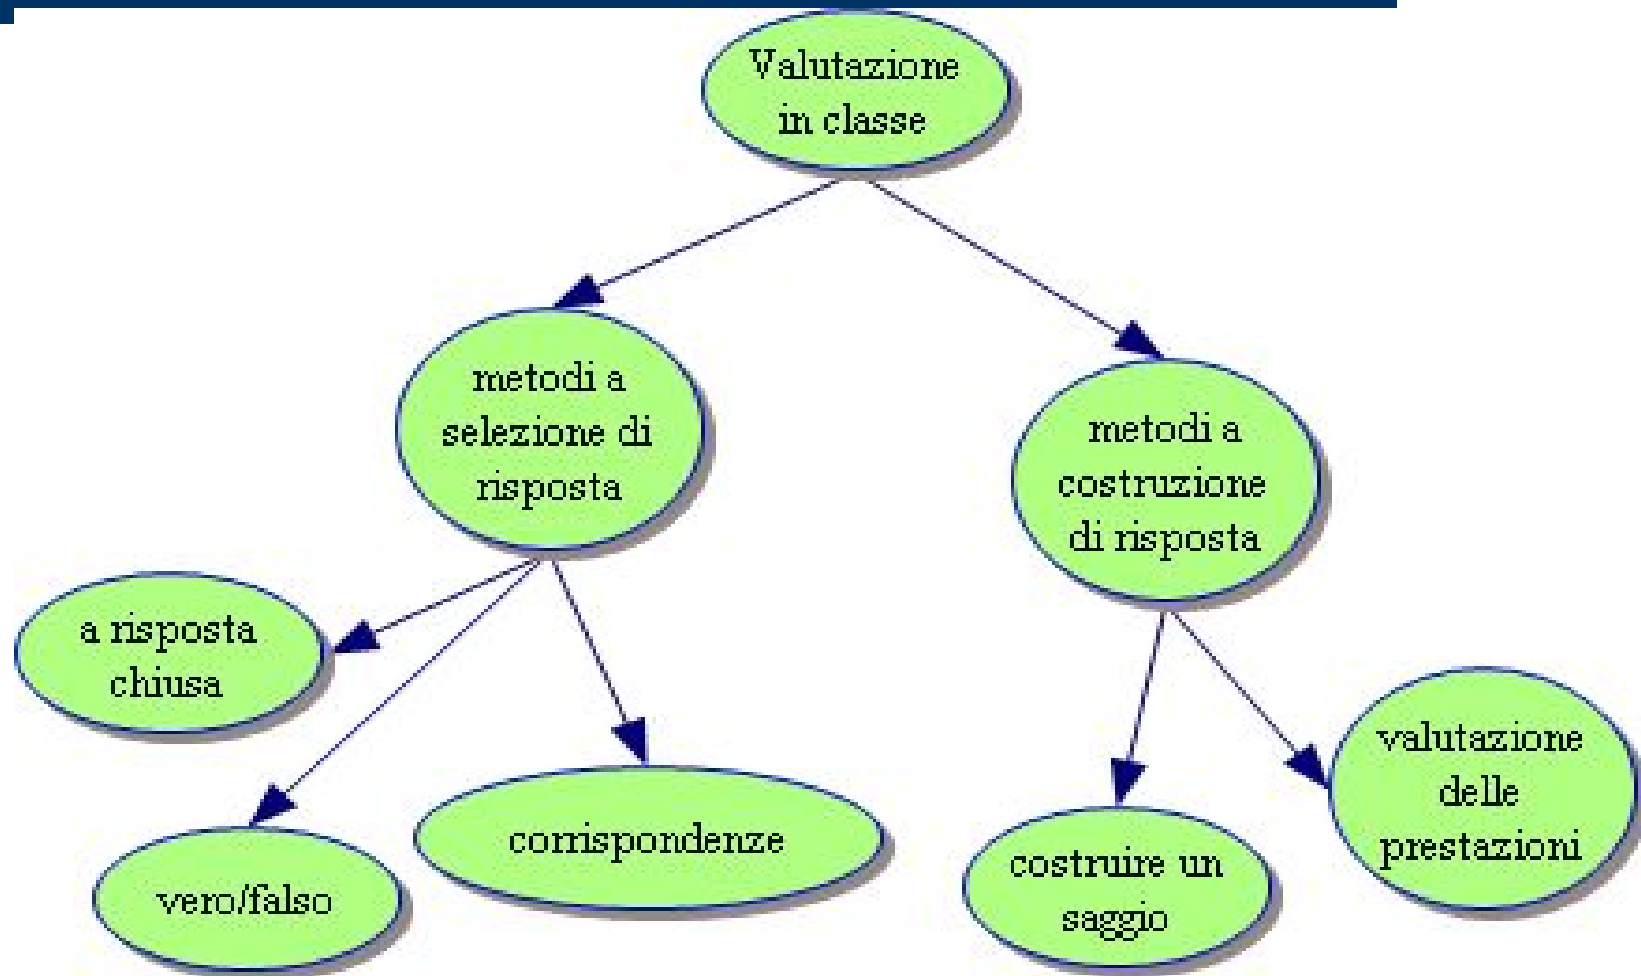 Valutazione
in classe
metodi a
selezione di
risposta
metodi a
costruzione
di risposta
a risposta
chiusa
vero/falso
corrispondenze
costruire un
saggio
valutazione
delle
prestazioni